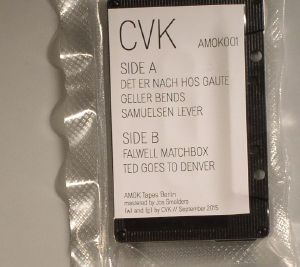 CVK
AMOK001
SIDE A
DET ER NACH HOS GAUTE
GELLER BENDS
SAMUELSEN LEVER
SIDE B
FALWELL MATCHBOX
TED GOES TO DENVER
AMOK Tapes Berlin
mastered by Jos Smolders
(w) and (p) by CVK // September 2015